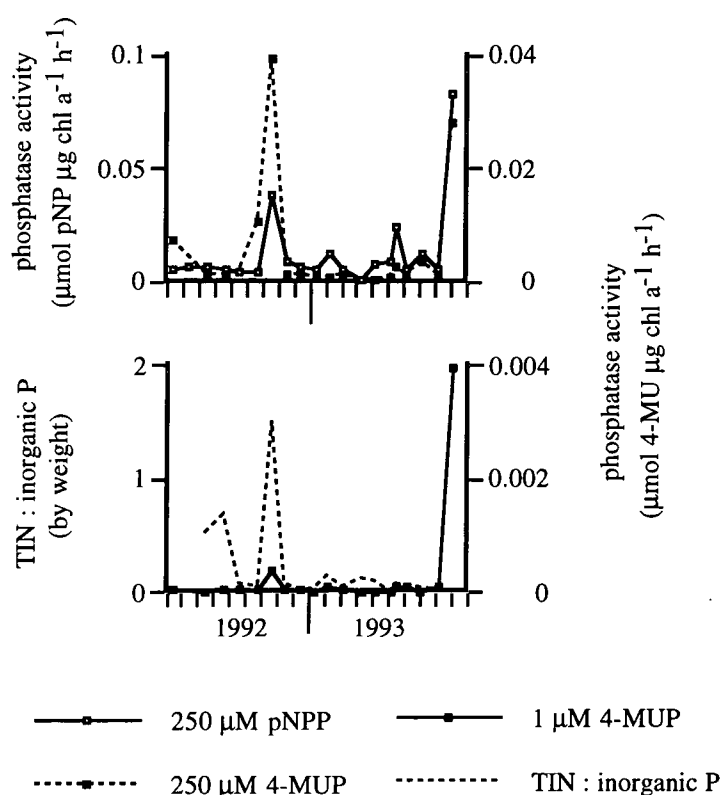 phosphatase activity
(µmol pNP µg chl a⁻¹ h⁻¹)
0.1
0.05
0
0.04
0.02
0
TIN : inorganic P
(by weight)
2
1
0
0.004
0.002
0
phosphatase activity
(µmol 4-MU µg chl a⁻¹ h⁻¹)
1992 1993
250 µM pNPP 1 µM 4-MUP
250 µM 4-MUP TIN : inorganic P